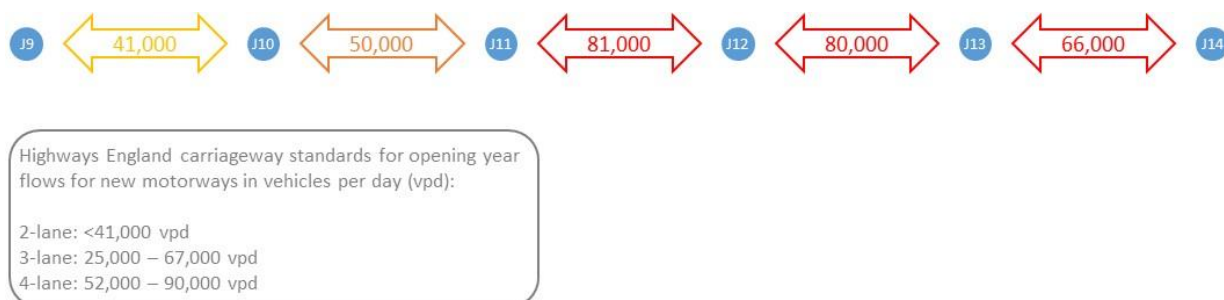 J9 41,000 J10 50,000 J11 81,000 J12 80,000 J13 66,000 J14
Highways England carriageway standards for opening year
flows for new motorways in vehicles per day (vpd):
2-lane: <41,000 vpd
3-lane: 25,000 – 67,000 vpd
4-lane: 52,000 – 90,000 vpd